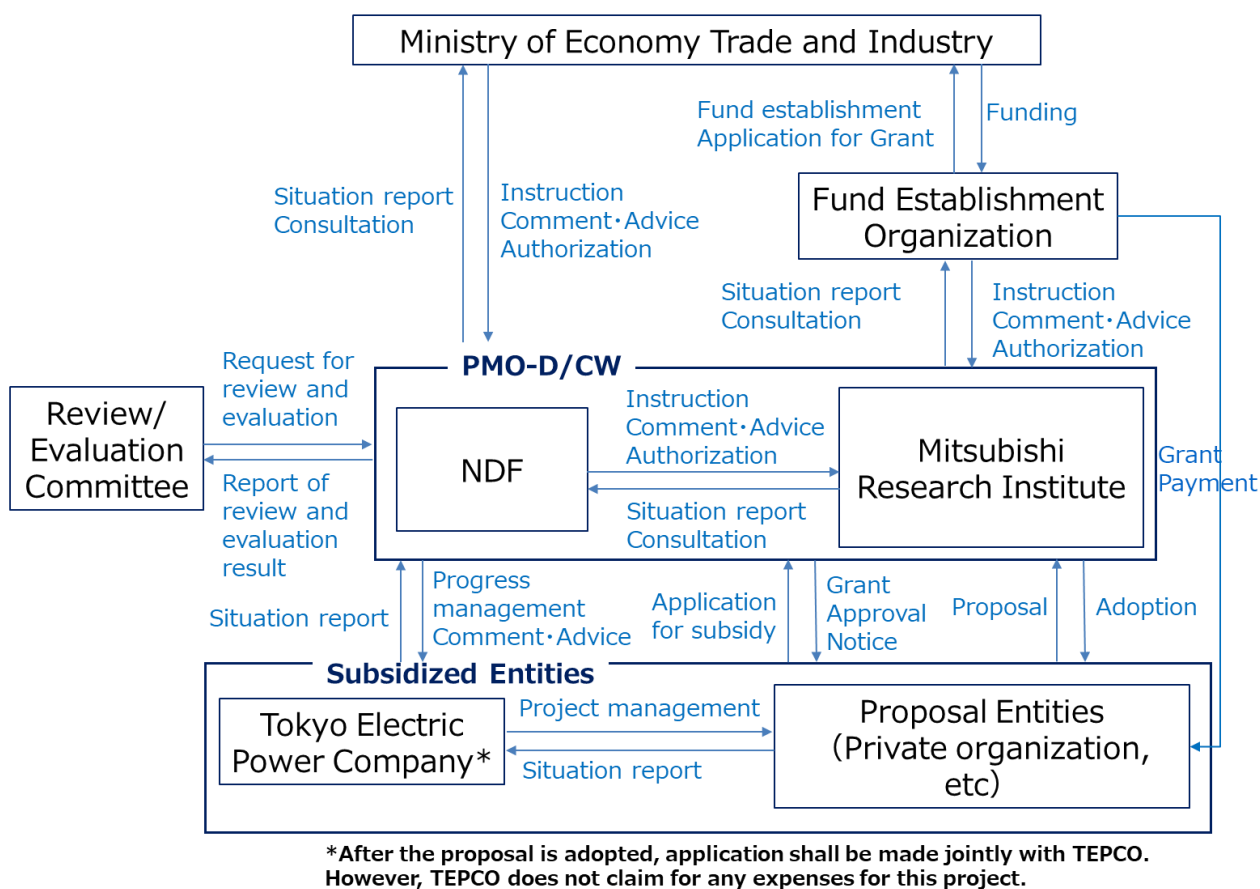 Ministry of Economy Trade and Industry
Fund establishment
Application for Grant
Funding
Situation report
Consultation
Instruction
Comment・Advice
Authorization
Fund Establishment
Organization
Situation report
Consultation
Instruction
Comment・Advice
Authorization
PMO-D/CW
Request for
review and
evaluation
Review/
Evaluation
Committee
Report of
review and
evaluation
result
NDF
Instruction
Comment・Advice
Authorization
Situation report
Consultation
Mitsubishi
Research Institute
Grant
Payment
Situation report
Progress
management
Comment・Advice
Application
for subsidy
Grant
Approval
Notice
Proposal
Adoption
Subsidized Entities
Tokyo Electric
Power Company*
Project management
Situation report
Proposal Entities
（Private organization,
etc）
*After the proposal is adopted, application shall be made jointly with TEPCO.
However, TEPCO does not claim for any expenses for this project.